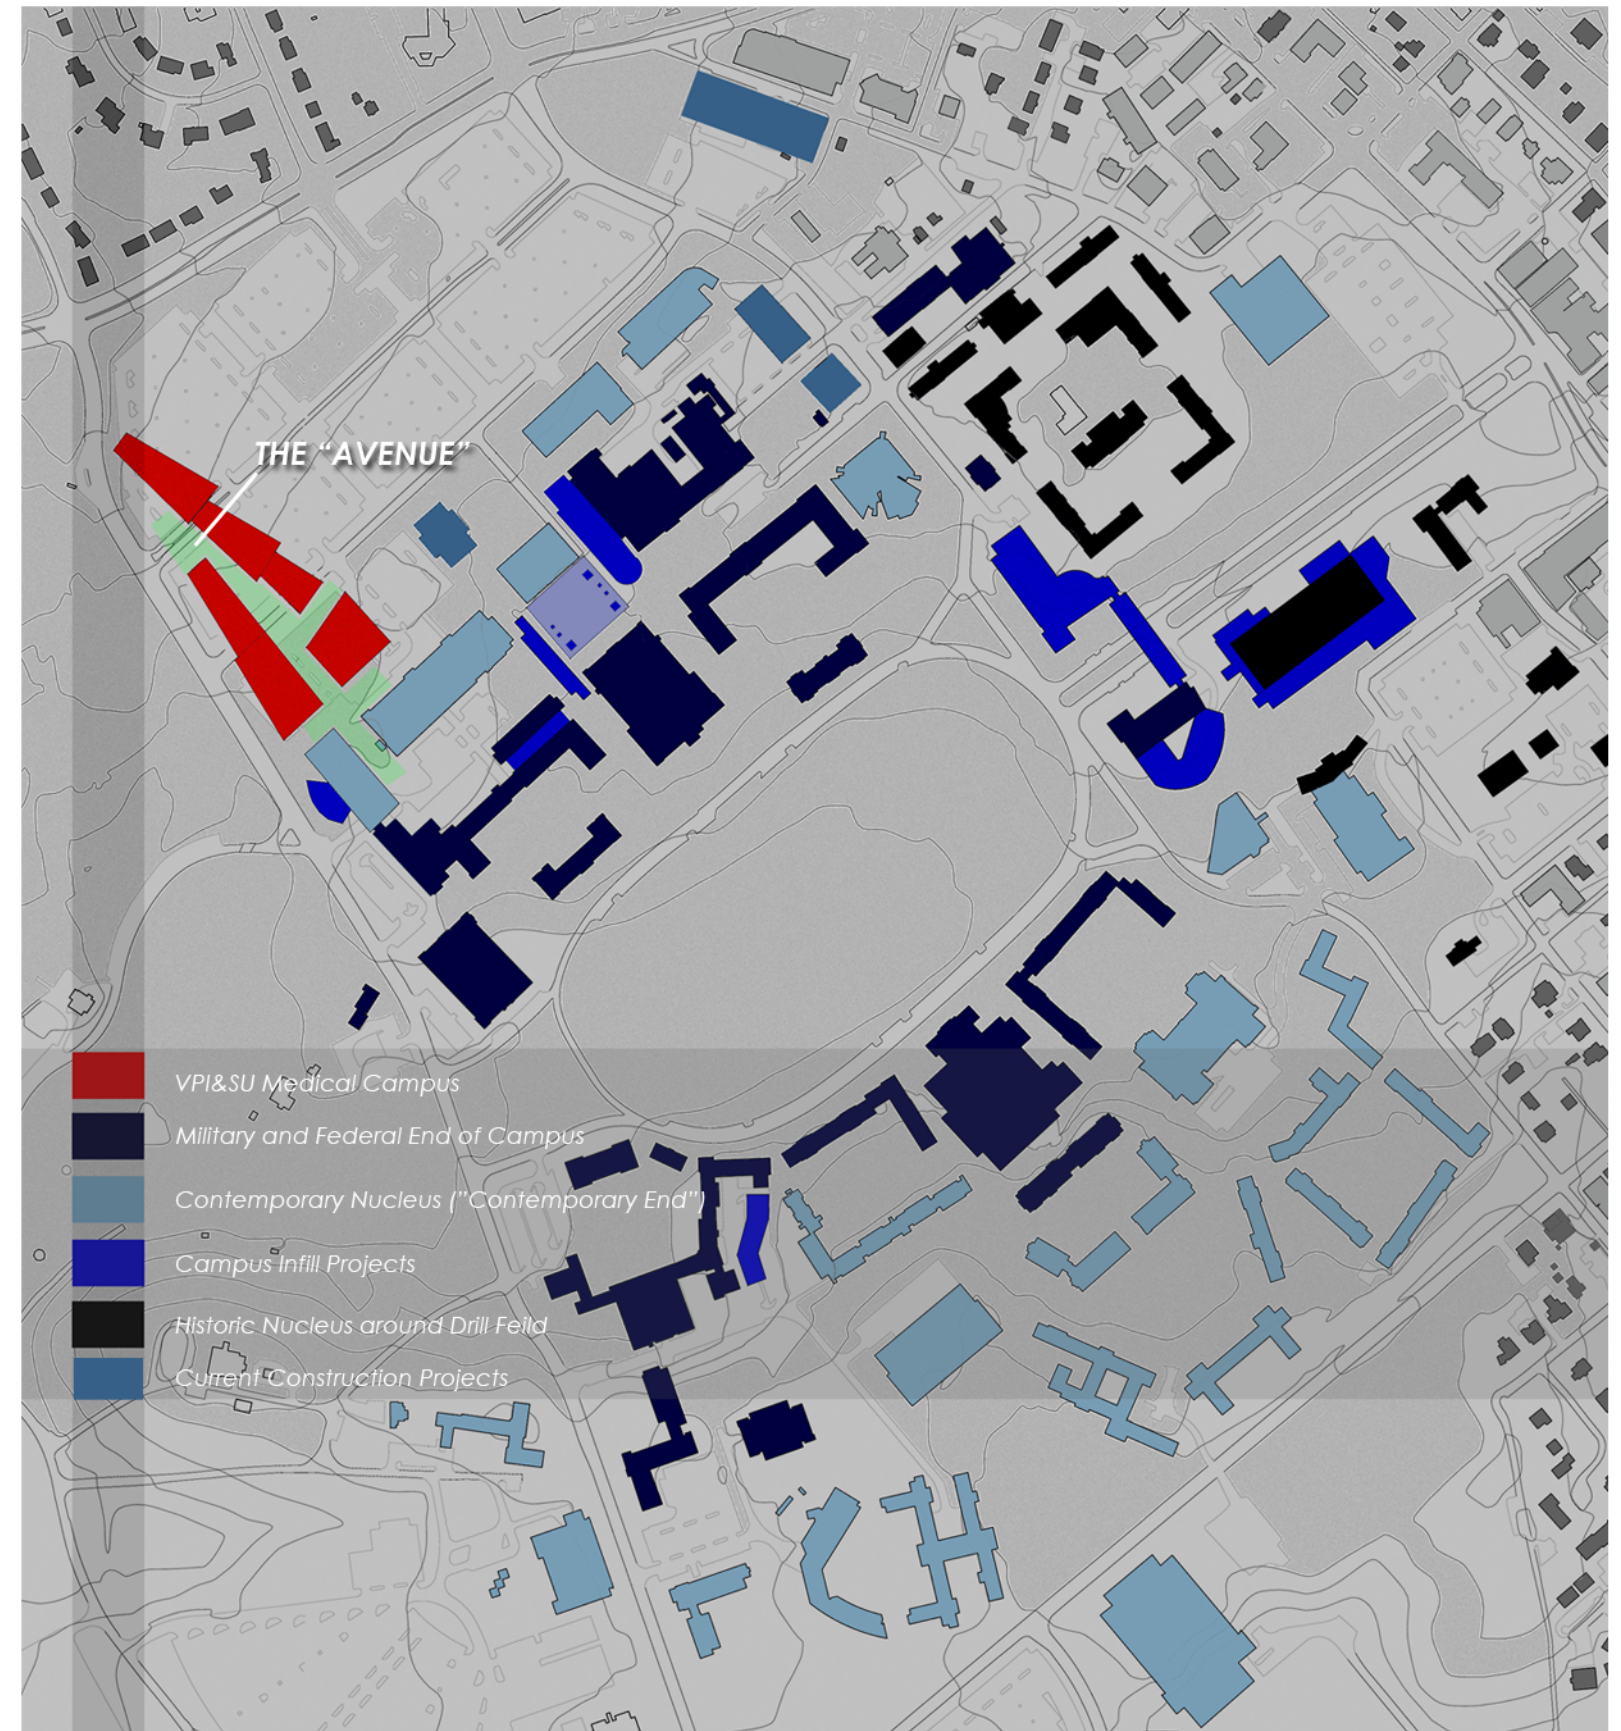 THE “AVENUE”
VPI&SU Medical Campus
Military and Federal End of Campus
Contemporary Nucleus (”Contemporary End”)
Campus Infill Projects
Historic Nucleus around Drill Feild
Current Construction Projects